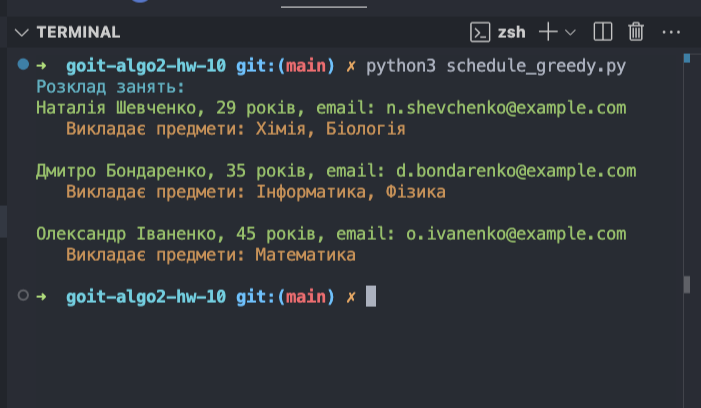 TERMINAL
zsh
➜ goit-algo2-hw-10 git:(main) ✗ python3 schedule_greedy.py
Розклад занять:
Наталія Шевченко, 29 років, email: n.shevchenko@example.com
Викладає предмети: Хімія, Біологія
Дмитро Бондаренко, 35 років, email: d.bondarenko@example.com
Викладає предмети: Інформатика, Фізика
Олександр Іваненко, 45 років, email: o.ivanenko@example.com
Викладає предмети: Математика
➜ goit-algo2-hw-10 git:(main) ✗